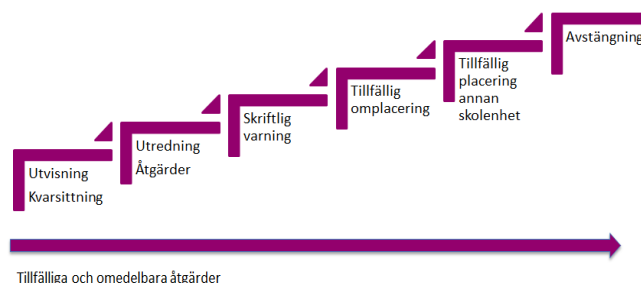 Utvisning
Kvarsittning
Utredning
Åtgärder
Skriftlig
varning
Tillfällig
omplacering
Tillfällig
placering
annan
skolenhet
Avstängning
Tillfälliga och omedelbara åtgärder